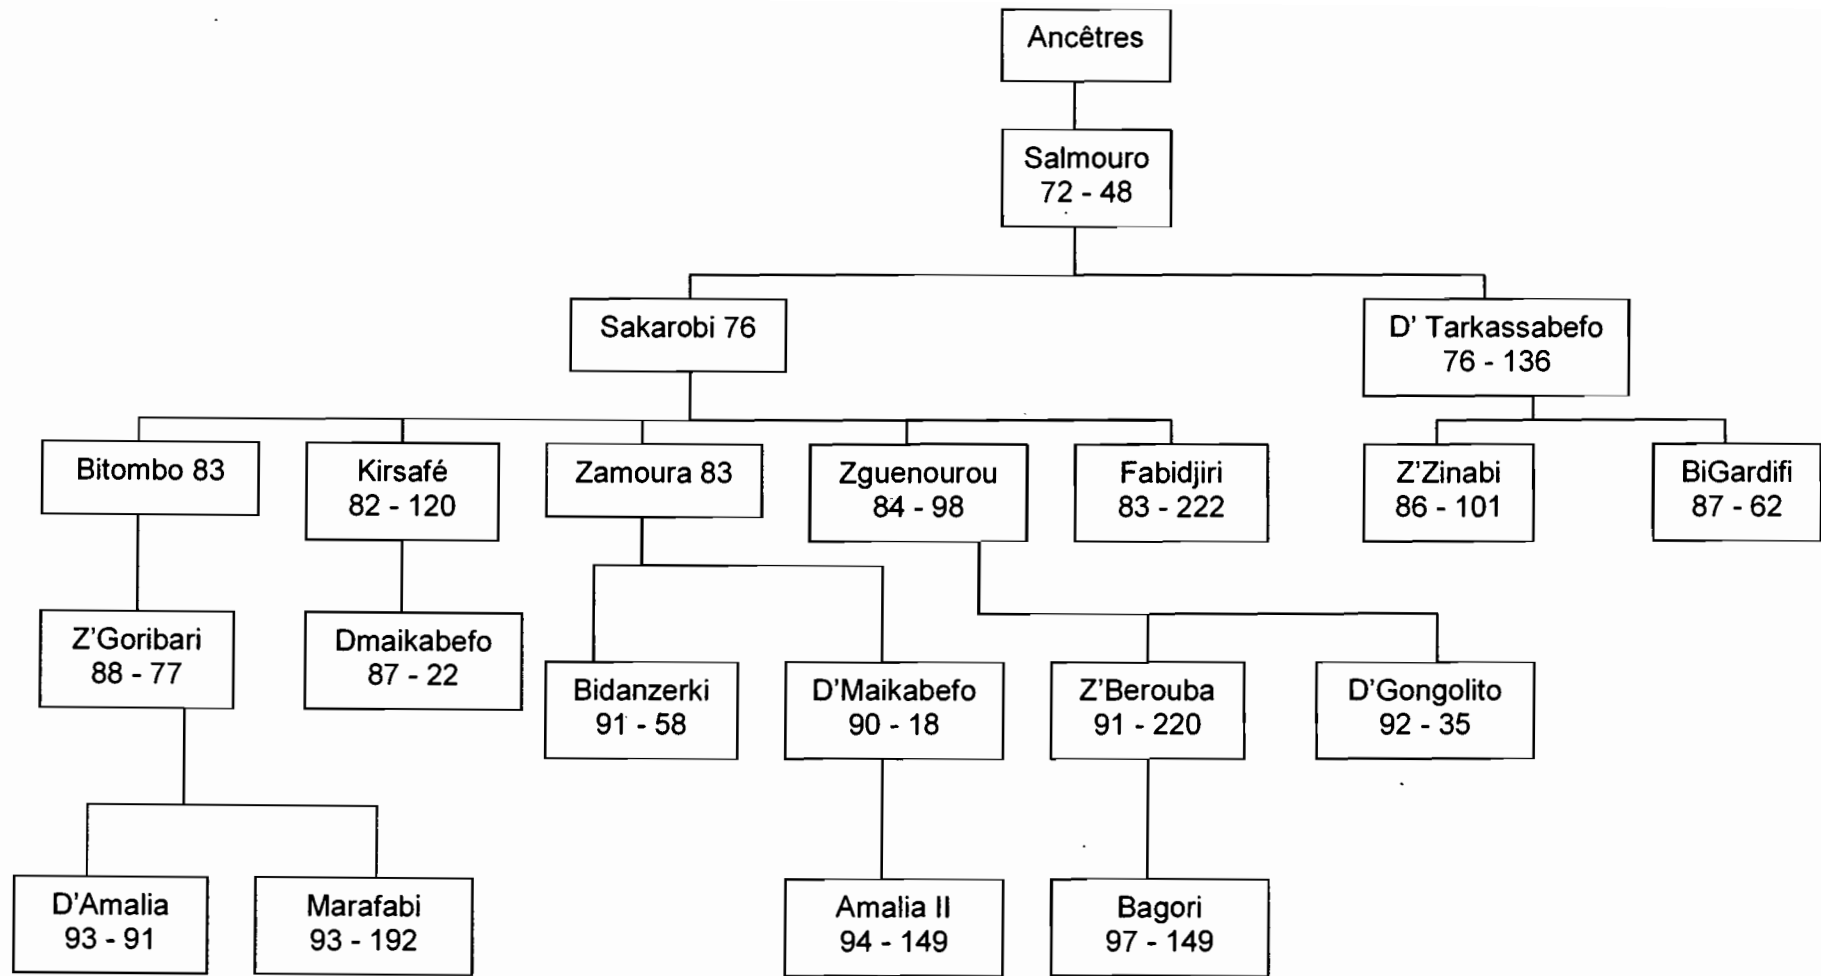 Ancêtres
Salmouro
72 - 48
Sakarobi 76
D' Tarkassabefo
76 - 136
Bitombo 83
Kirsafé
82 - 120
Zamoura 83
Zguenourou
84 - 98
Fabidjiri
83 - 222
Z'Zinabi
86 - 101
BiGardifi
87 - 62
Z'Goribari
88 - 77
Dmaikabefo
87 - 22
Bidanzerki
91 - 58
D'Maikabefo
90 - 18
Z'Berouba
91 - 220
D'Gongolito
92 - 35
D'Amalia
93 - 91
Marafabi
93 - 192
Amalia II
94 - 149
Bagori
97 - 149